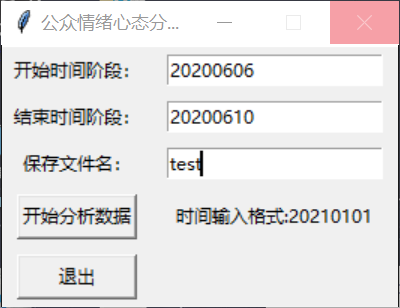 公众情绪心态分...
开始时间阶段: 20200606
结束时间阶段: 20200610
保存文件名: test
开始分析数据 时间输入格式:20210101
退出